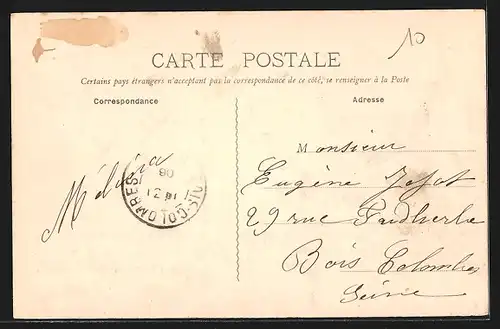 10
CARTE POSTALE
Certains pays étrangers n'acceptant pas la correspondance de ce côté, se renseigner à la Poste
Correspondance
Adresse
Monsieur
Eugène
29 rue Faidherbe
Bois Colombes
Seine
COLOMBES